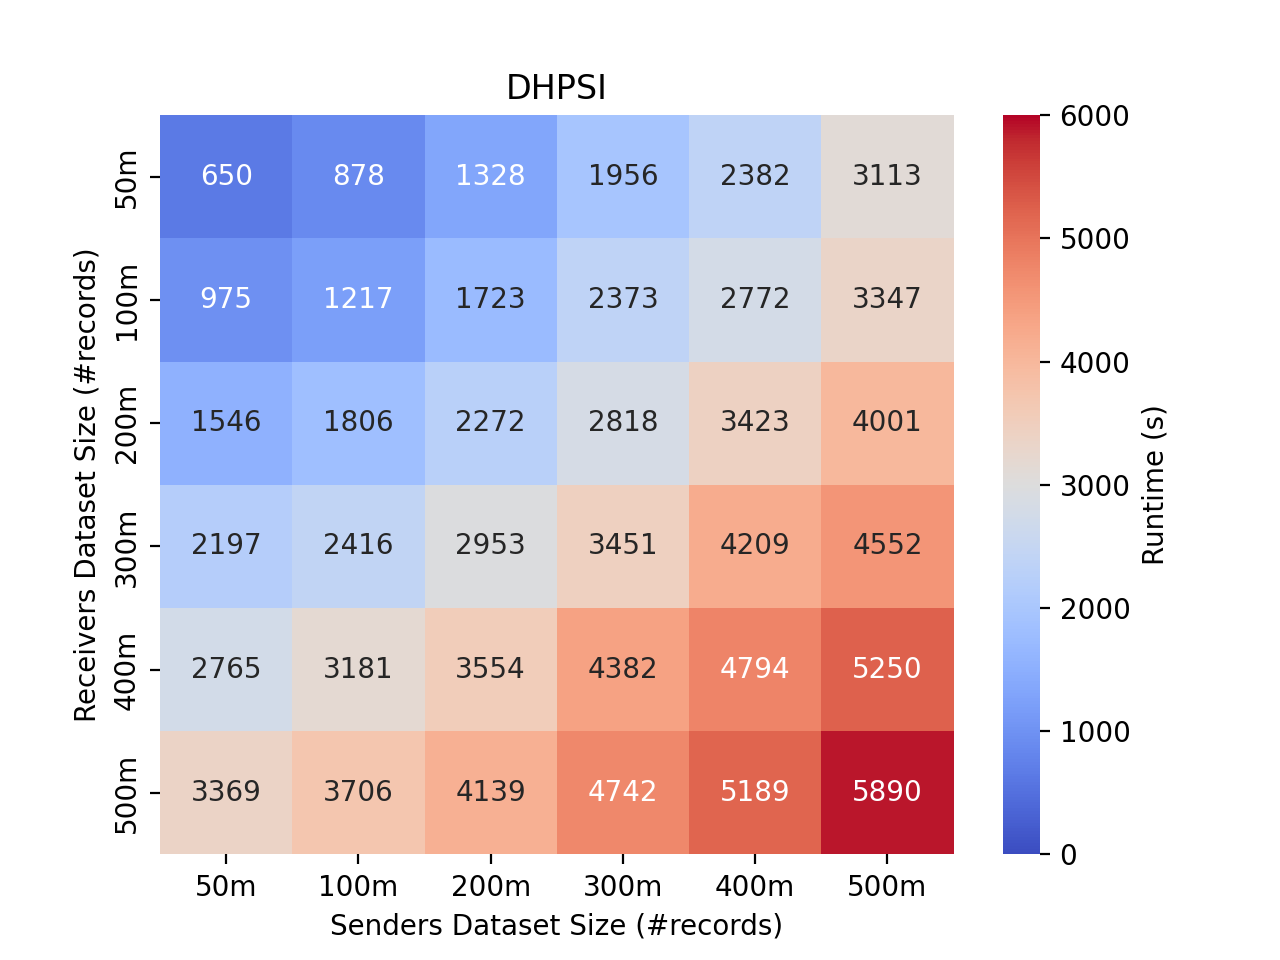 DHPSI
650 878 1328 1956 2382 3113
975 1217 1723 2373 2772 3347
1546 1806 2272 2818 3423 4001
2197 2416 2953 3451 4209 4552
2765 3181 3554 4382 4794 5250
3369 3706 4139 4742 5189 5890
50m
100m
200m
300m
400m
500m
Receivers Dataset Size (#records)
50m 100m 200m 300m 400m 500m
Senders Dataset Size (#records)
6000
5000
4000
3000
2000
1000
0
Runtime (s)